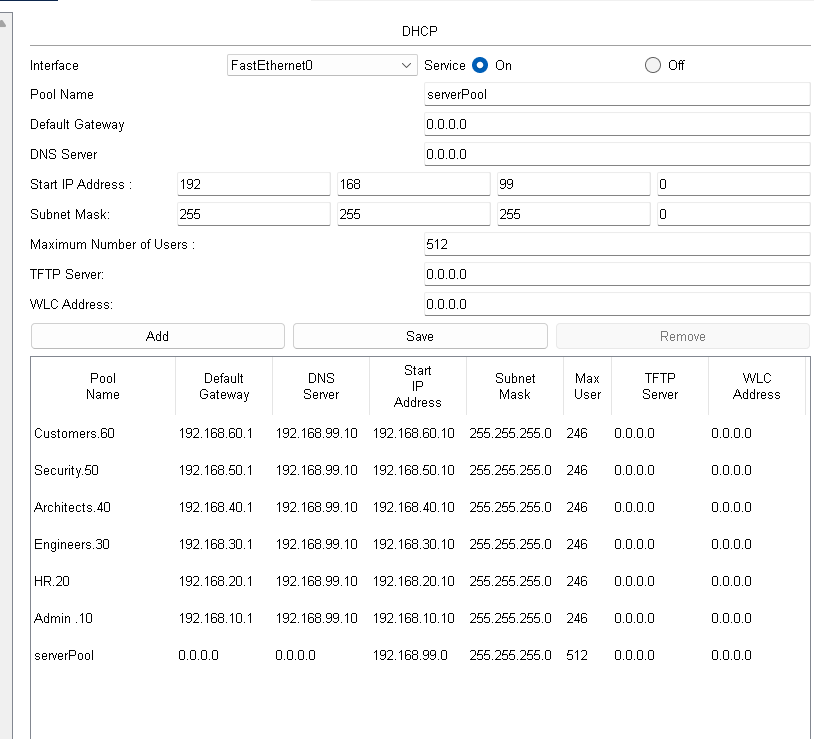 DHCP
Interface FastEthernet0 Service On Off
Pool Name serverPool
Default Gateway 0.0.0.0
DNS Server 0.0.0.0
Start IP Address : 192 168 99 0
Subnet Mask: 255 255 255 0
Maximum Number of Users : 512
TFTP Server: 0.0.0.0
WLC Address: 0.0.0.0
Add Save Remove
Pool Name Default Gateway DNS Server Start IP Address Subnet Mask Max User TFTP Server WLC Address
Customers.60 192.168.60.1 192.168.99.10 192.168.60.10 255.255.255.0 246 0.0.0.0 0.0.0.0
Security.50 192.168.50.1 192.168.99.10 192.168.50.10 255.255.255.0 246 0.0.0.0 0.0.0.0
Architects.40 192.168.40.1 192.168.99.10 192.168.40.10 255.255.255.0 246 0.0.0.0 0.0.0.0
Engineers.30 192.168.30.1 192.168.99.10 192.168.30.10 255.255.255.0 246 0.0.0.0 0.0.0.0
HR.20 192.168.20.1 192.168.99.10 192.168.20.10 255.255.255.0 246 0.0.0.0 0.0.0.0
Admin .10 192.168.10.1 192.168.99.10 192.168.10.10 255.255.255.0 246 0.0.0.0 0.0.0.0
serverPool 0.0.0.0 0.0.0.0 192.168.99.0 255.255.255.0 512 0.0.0.0 0.0.0.0